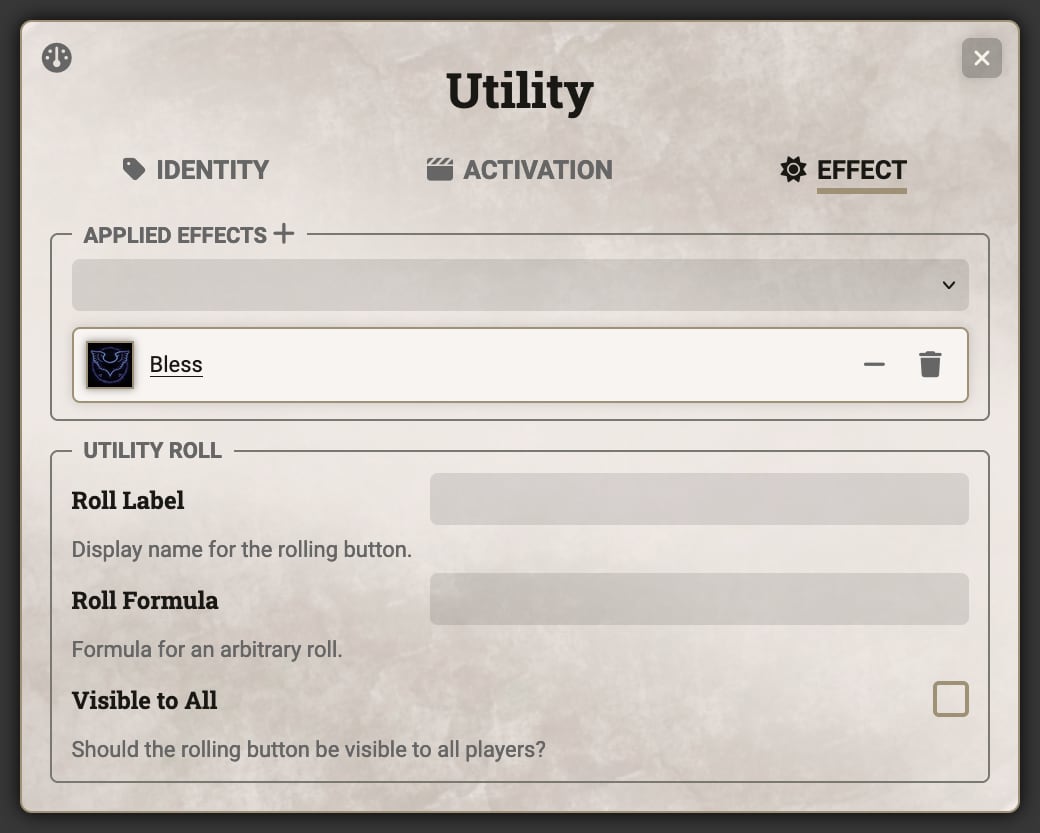 Utility
IDENTITY
ACTIVATION
EFFECT
APPLIED EFFECTS
Bless
UTILITY ROLL
Roll Label
Display name for the rolling button.
Roll Formula
Formula for an arbitrary roll.
Visible to All
Should the rolling button be visible to all players?